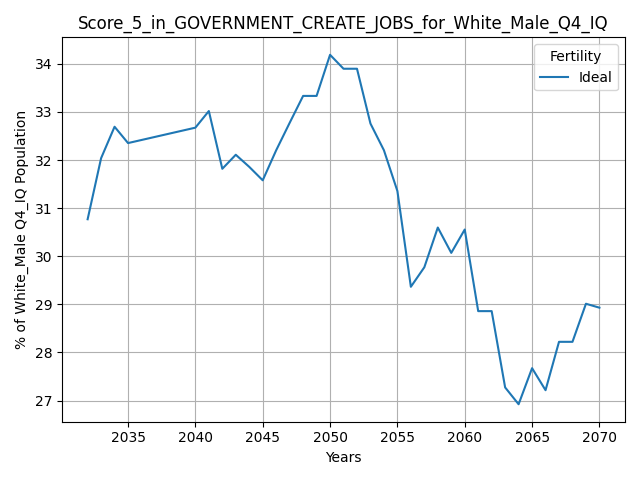 Score_5_in_GOVERNMENT_CREATE_JOBS_for_White_Male_Q4_IQ
Fertility
Ideal
% of White_Male Q4_IQ Population
34
33
32
31
30
29
28
27
2035 2040 2045 2050 2055 2060 2065 2070
Years